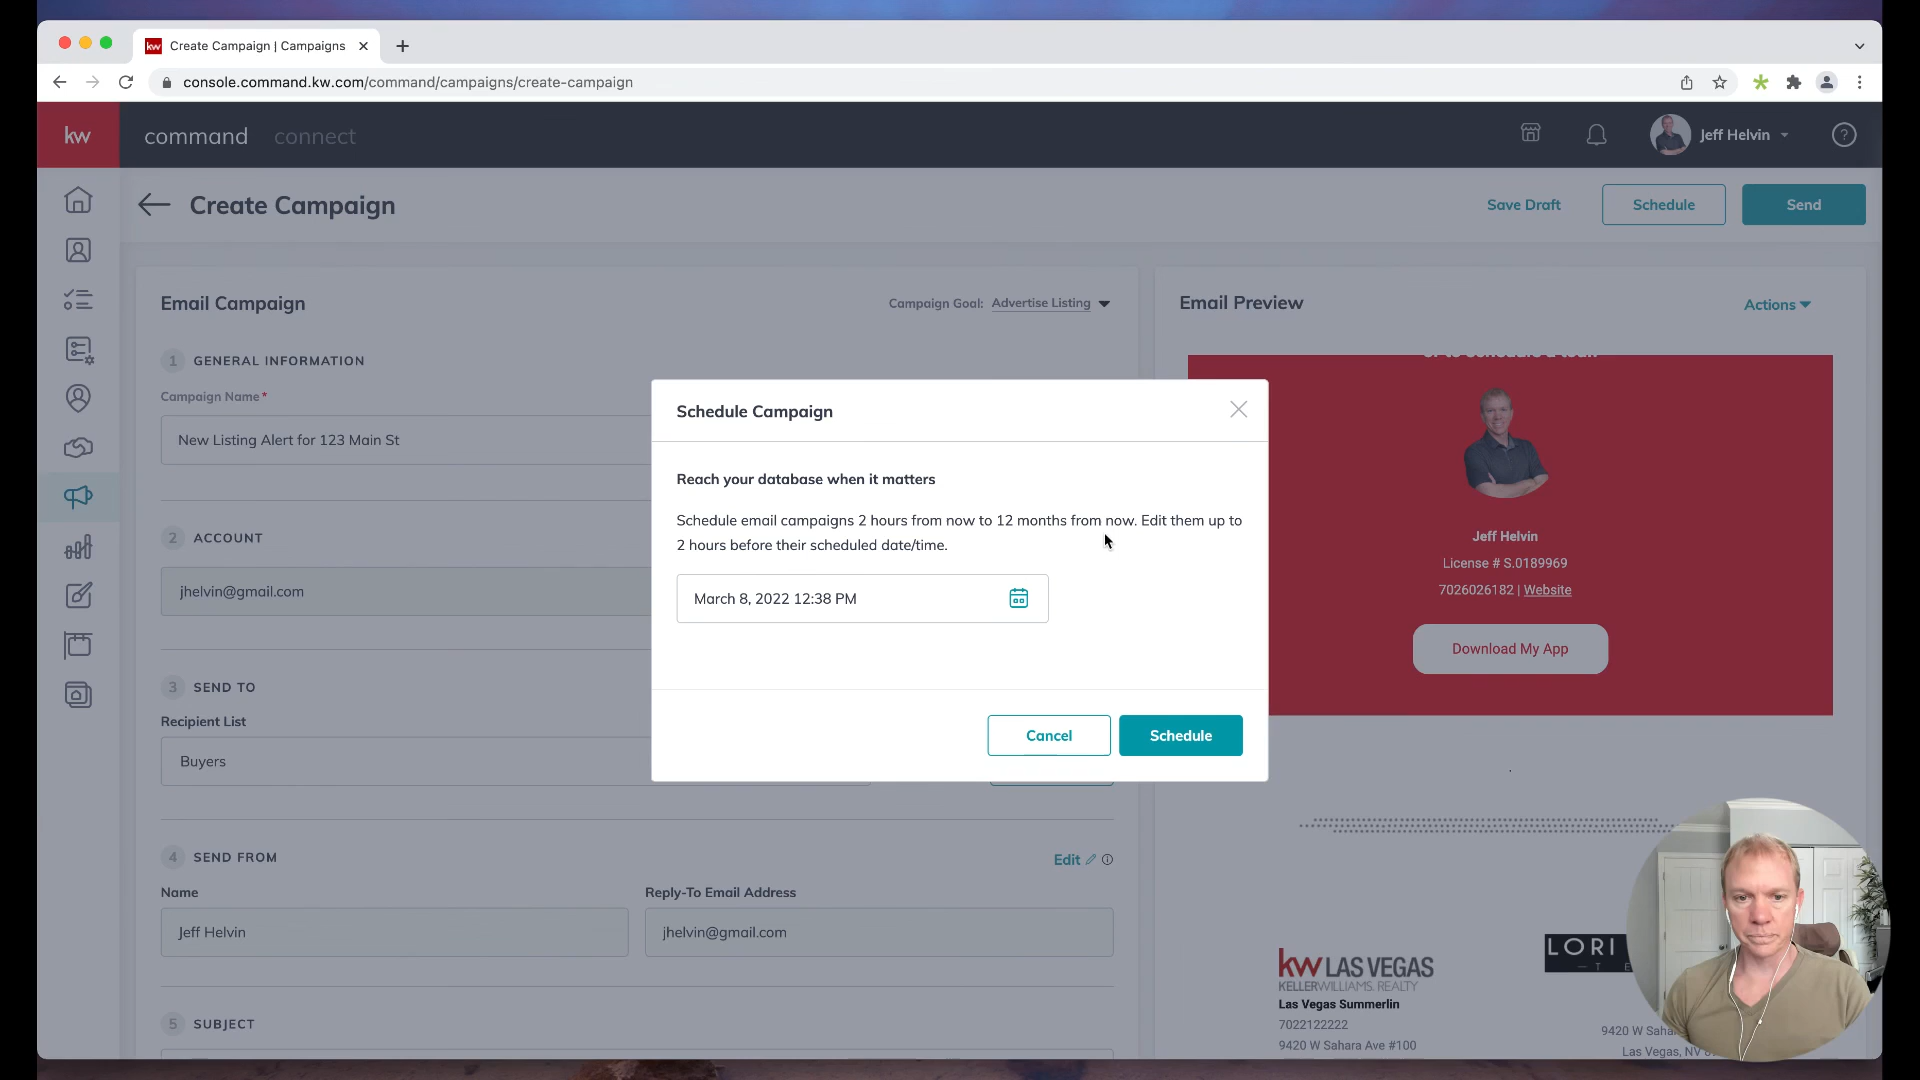 kw Create Campaign | Campaigns
console.command.kw.com/command/campaigns/create-campaign
kw command connect Jeff Helvin ?
Create Campaign Save Draft Schedule Send
Email Campaign Campaign Goal: Advertise Listing
1 GENERAL INFORMATION
Campaign Name*
New Listing Alert for 123 Main St
2 ACCOUNT
jhelvin@gmail.com
3 SEND TO
Recipient List
Buyers
4 SEND FROM Edit
Name Reply-To Email Address
Jeff Helvin jhelvin@gmail.com
5 SUBJECT
Schedule Campaign
Reach your database when it matters
Schedule email campaigns 2 hours from now to 12 months from now. Edit them up to
2 hours before their scheduled date/time.
March 8, 2022 12:38 PM
Cancel Schedule
Email Preview Actions
Jeff Helvin
License # S.0189969
7026026182 | Website
Download My App
kw LAS VEGAS
KELLERWILLIAMS. REALTY
Las Vegas Summerlin
7022122222
9420 W Sahara Ave #100
LORI
9420 W Saha
Las Vegas, NV